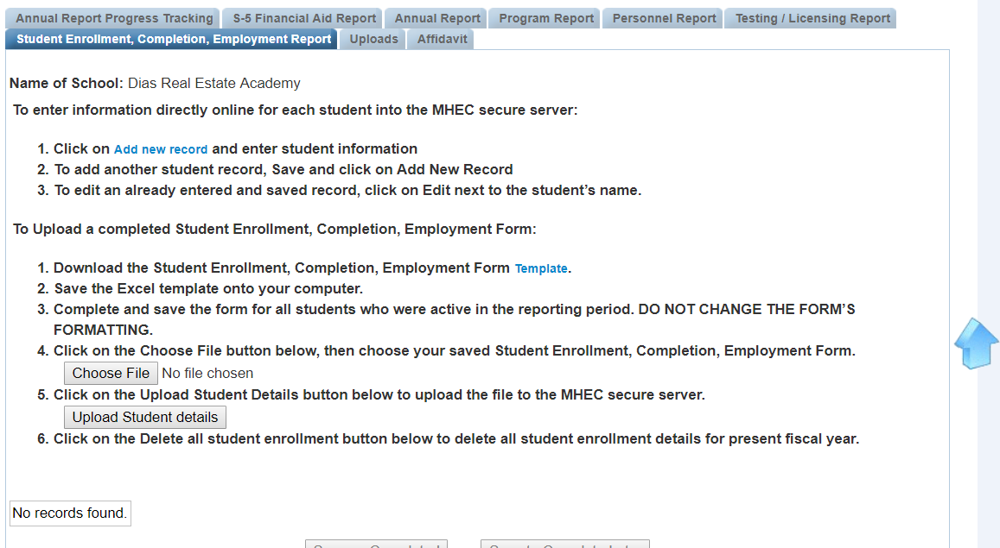 Annual Report Progress Tracking S-5 Financial Aid Report Annual Report Program Report Personnel Report Testing / Licensing Report
Student Enrollment, Completion, Employment Report Uploads Affidavit
Name of School: Dias Real Estate Academy
To enter information directly online for each student into the MHEC secure server:
1. Click on Add new record and enter student information
2. To add another student record, Save and click on Add New Record
3. To edit an already entered and saved record, click on Edit next to the student’s name.
To Upload a completed Student Enrollment, Completion, Employment Form:
1. Download the Student Enrollment, Completion, Employment Form Template.
2. Save the Excel template onto your computer.
3. Complete and save the form for all students who were active in the reporting period. DO NOT CHANGE THE FORM’S
FORMATTING.
4. Click on the Choose File button below, then choose your saved Student Enrollment, Completion, Employment Form.
Choose File No file chosen
5. Click on the Upload Student Details button below to upload the file to the MHEC secure server.
Upload Student details
6. Click on the Delete all student enrollment button below to delete all student enrollment details for present fiscal year.
No records found.